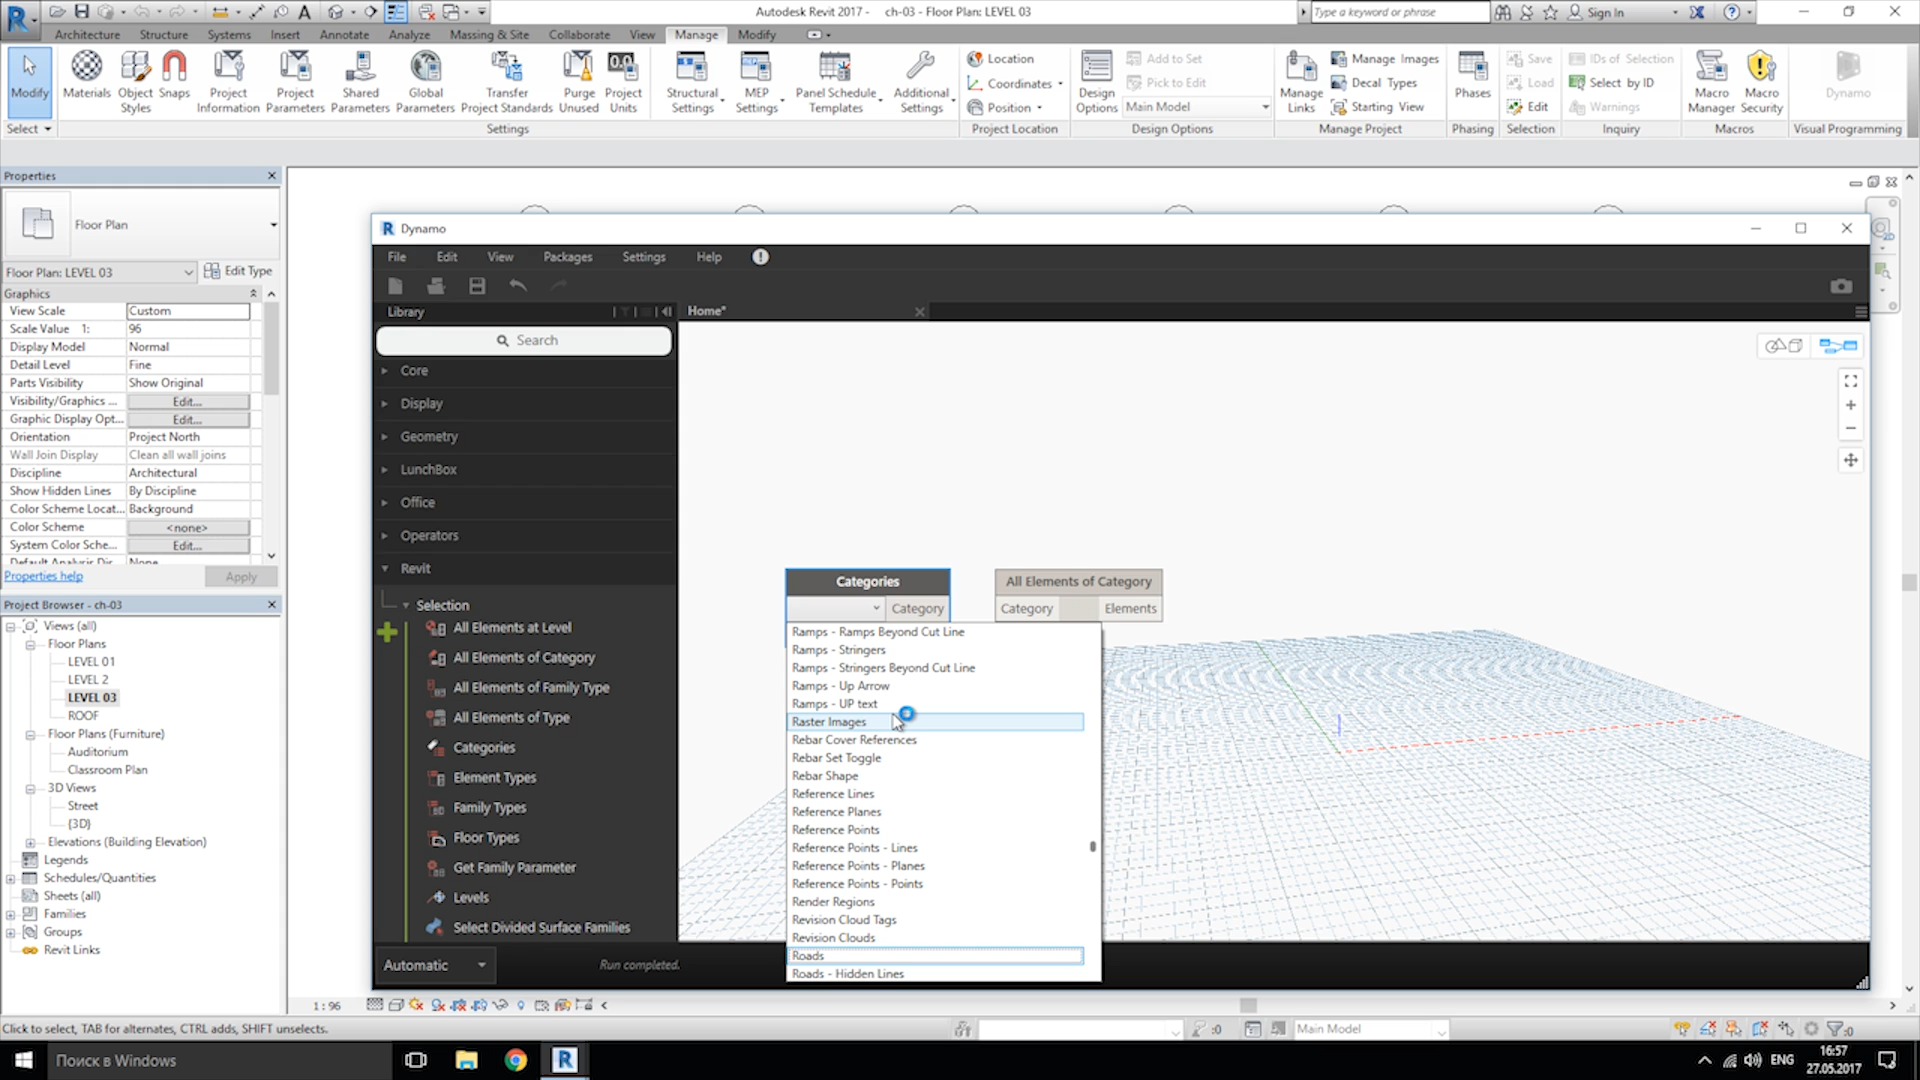 Autodesk Revit 2017 - ch-03 - Floor Plan: LEVEL 03
Type a keyword or phrase
Sign In
Architecture Structure Systems Insert Annotate Analyze Massing & Site Collaborate View Manage Modify
Modify
Materials
Object Styles
Snaps
Project Information
Project Parameters
Shared Parameters
Global Parameters
Transfer Project Standards
Purge Unused
Project Units
Structural Settings
MEP Settings
Panel Schedule Templates
Additional Settings
Location
Coordinates
Position
Design Options
Add to Set
Pick to Edit
Main Model
Manage Links
Manage Images
Decal Types
Starting View
Phases
Save
Load
Edit
IDs of Selection
Select by ID
Warnings
Macro Manager
Macro Security
Dynamo
Select
Settings
Project Location
Design Options
Manage Project
Phasing
Selection
Inquiry
Macros
Visual Programming
Properties
Floor Plan
Floor Plan: LEVEL 03
Edit Type
Graphics
View Scale Custom
Scale Value 1: 96
Display Model Normal
Detail Level Fine
Parts Visibility Show Original
Visibility/Graphics ... Edit...
Graphic Display Opt... Edit...
Orientation Project North
Wall Join Display Clean all wall joins
Discipline Architectural
Show Hidden Lines By Discipline
Color Scheme Locat... Background
Color Scheme <none>
System Color Sche... Edit...
Default Analysis Dis... None
Properties help
Apply
Project Browser - ch-03
Views (all)
Floor Plans
LEVEL 01
LEVEL 2
LEVEL 03
ROOF
Floor Plans (Furniture)
Auditorium
Classroom Plan
3D Views
Street
{3D}
Elevations (Building Elevation)
Legends
Schedules/Quantities
Sheets (all)
Families
Groups
Revit Links
Dynamo
File Edit View Packages Settings Help
Library
Home*
Search
Core
Display
Geometry
LunchBox
Office
Operators
Revit
Selection
All Elements at Level
All Elements of Category
All Elements of Family Type
All Elements of Type
Categories
Element Types
Family Types
Floor Types
Get Family Parameter
Levels
Select Divided Surface Families
Categories
Category
All Elements of Category
Category Elements
Ramps - Ramps Beyond Cut Line
Ramps - Stringers
Ramps - Stringers Beyond Cut Line
Ramps - Up Arrow
Ramps - UP text
Raster Images
Rebar Cover References
Rebar Set Toggle
Rebar Shape
Reference Lines
Reference Planes
Reference Points
Reference Points - Lines
Reference Points - Planes
Reference Points - Points
Render Regions
Revision Cloud Tags
Revision Clouds
Roads
Roads - Hidden Lines
Automatic
Run completed.
1 : 96
Click to select, TAB for alternates, CTRL adds, SHIFT unselects.
:0
Main Model
:0
Поиск в Windows
ENG
16:57
27.05.2017